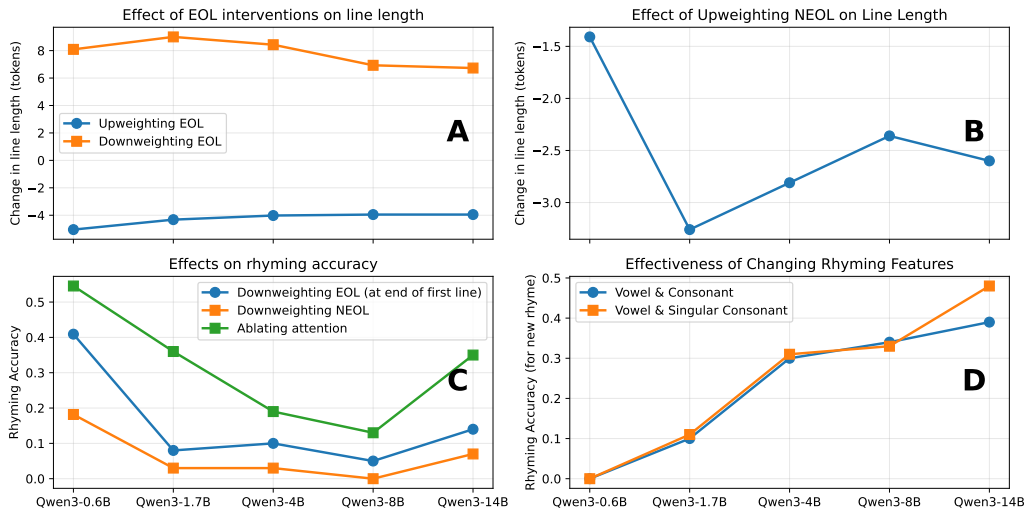 Effect of EOL interventions on line length
Change in line length (tokens)
8
6
4
2
0
−2
−4
Upweighting EOL
Downweighting EOL
A
Effect of Upweighting NEOL on Line Length
Change in line length (tokens)
−1.5
−2.0
−2.5
−3.0
B
Effects on rhyming accuracy
Rhyming Accuracy
0.5
0.4
0.3
0.2
0.1
0.0
Downweighting EOL (at end of first line)
Downweighting NEOL
Ablating attention
C
Qwen3-0.6B Qwen3-1.7B Qwen3-4B Qwen3-8B Qwen3-14B
Effectiveness of Changing Rhyming Features
Rhyming Accuracy (for new rhyme)
0.5
0.4
0.3
0.2
0.1
0.0
Vowel & Consonant
Vowel & Singular Consonant
D
Qwen3-0.6B Qwen3-1.7B Qwen3-4B Qwen3-8B Qwen3-14B